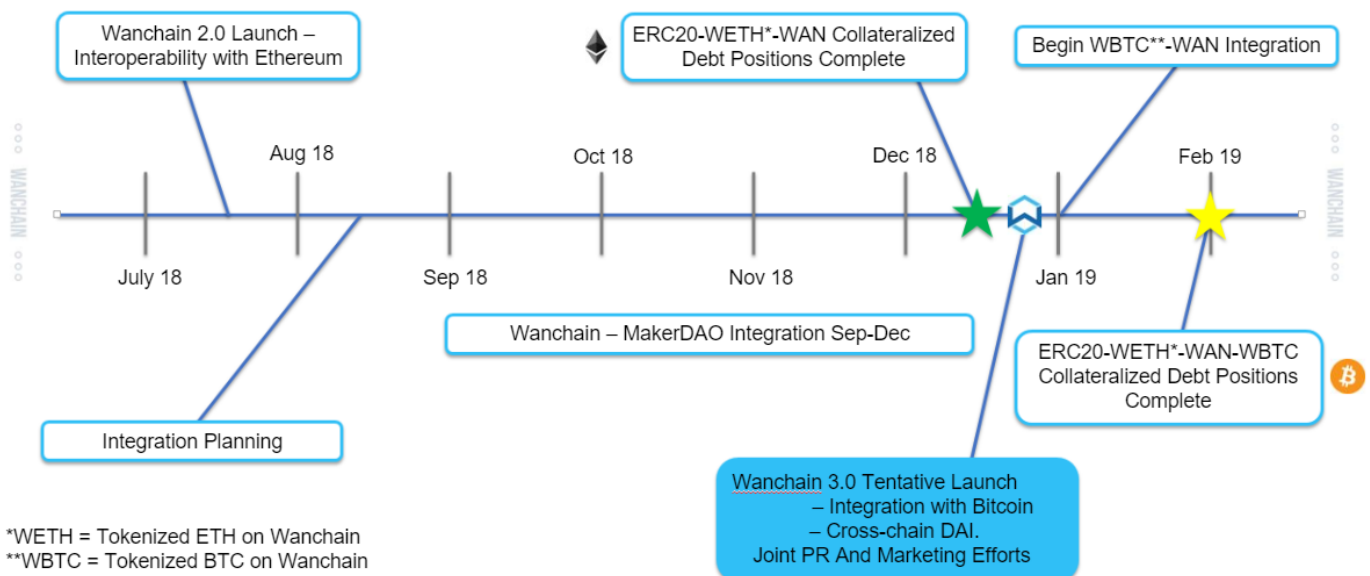 Wanchain 2.0 Launch –
Interoperability with Ethereum
ERC20-WETH*-WAN Collateralized
Debt Positions Complete
Begin WBTC**-WAN Integration
WANCHAIN
Aug 18
Oct 18
Dec 18
Feb 19
WANCHAIN
July 18
Sep 18
Nov 18
Jan 19
Wanchain – MakerDAO Integration Sep-Dec
ERC20-WETH*-WAN-WBTC
Collateralized Debt Positions
Complete
Integration Planning
Wanchain 3.0 Tentative Launch
– Integration with Bitcoin
– Cross-chain DAI.
Joint PR And Marketing Efforts
*WETH = Tokenized ETH on Wanchain
**WBTC = Tokenized BTC on Wanchain